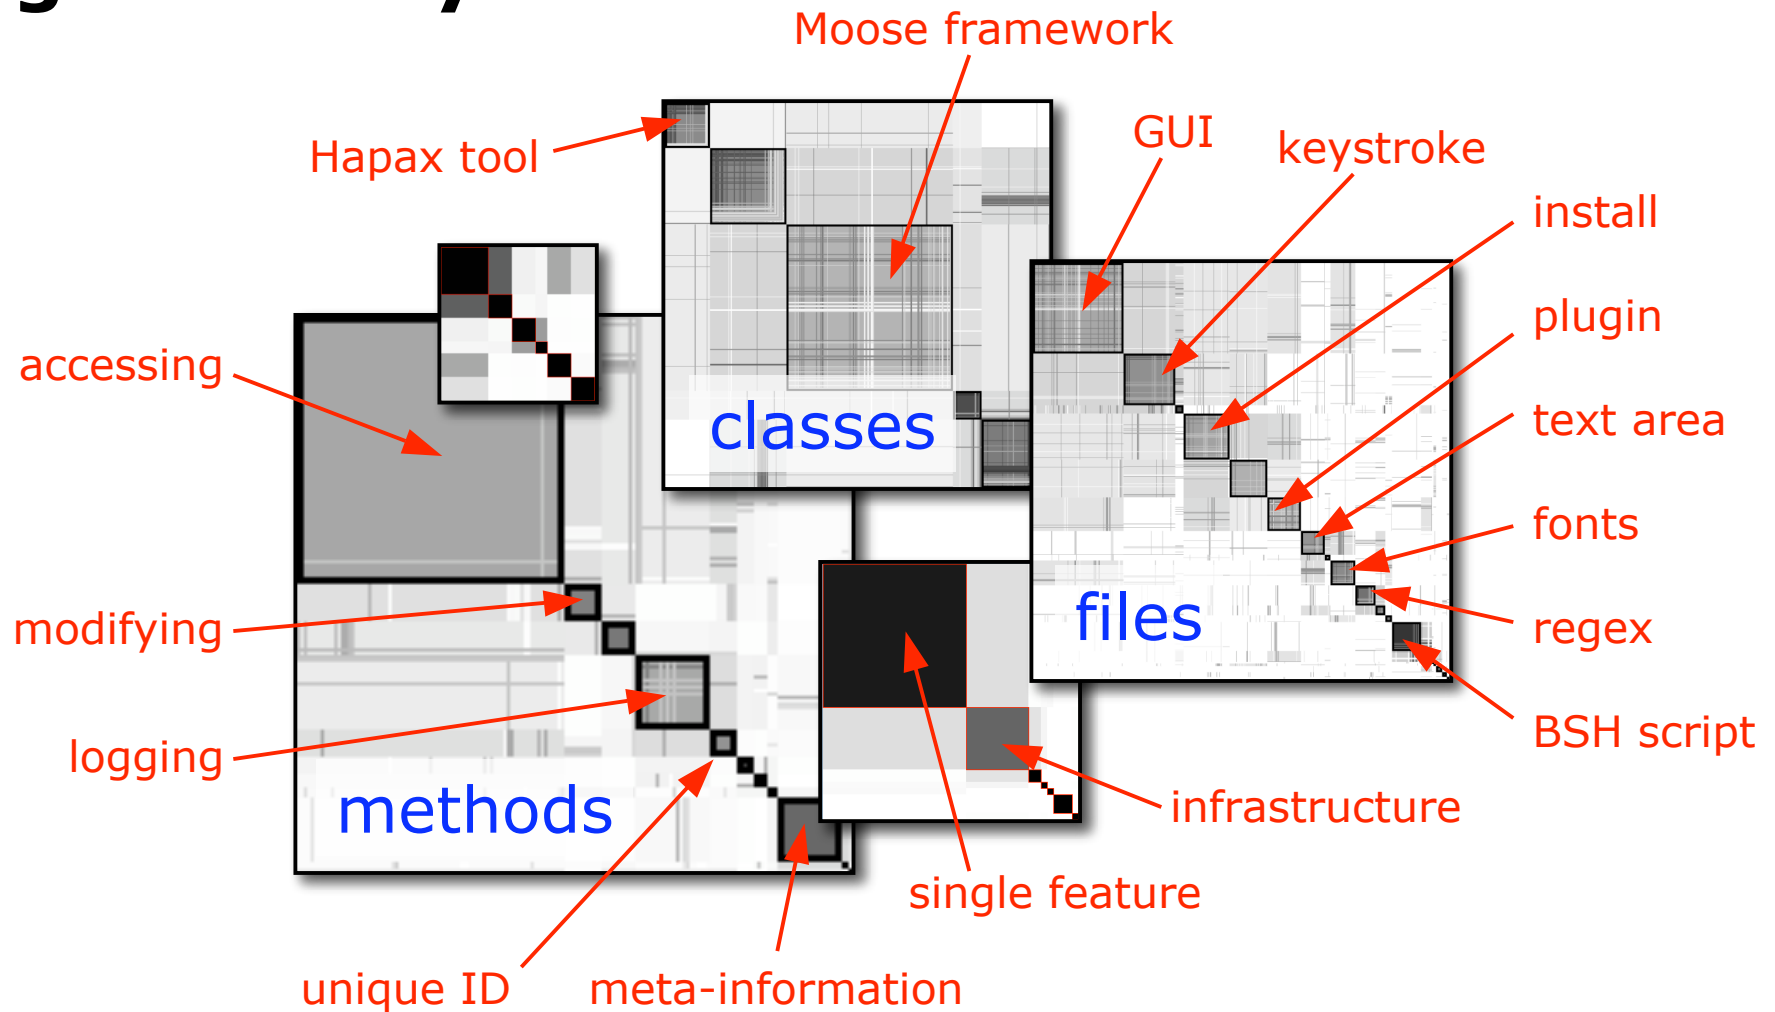 Moose framework
Hapax tool
GUI
keystroke
install
plugin
accessing
classes
text area
fonts
files
regex
modifying
BSH script
logging
methods
infrastructure
single feature
unique ID
meta-information